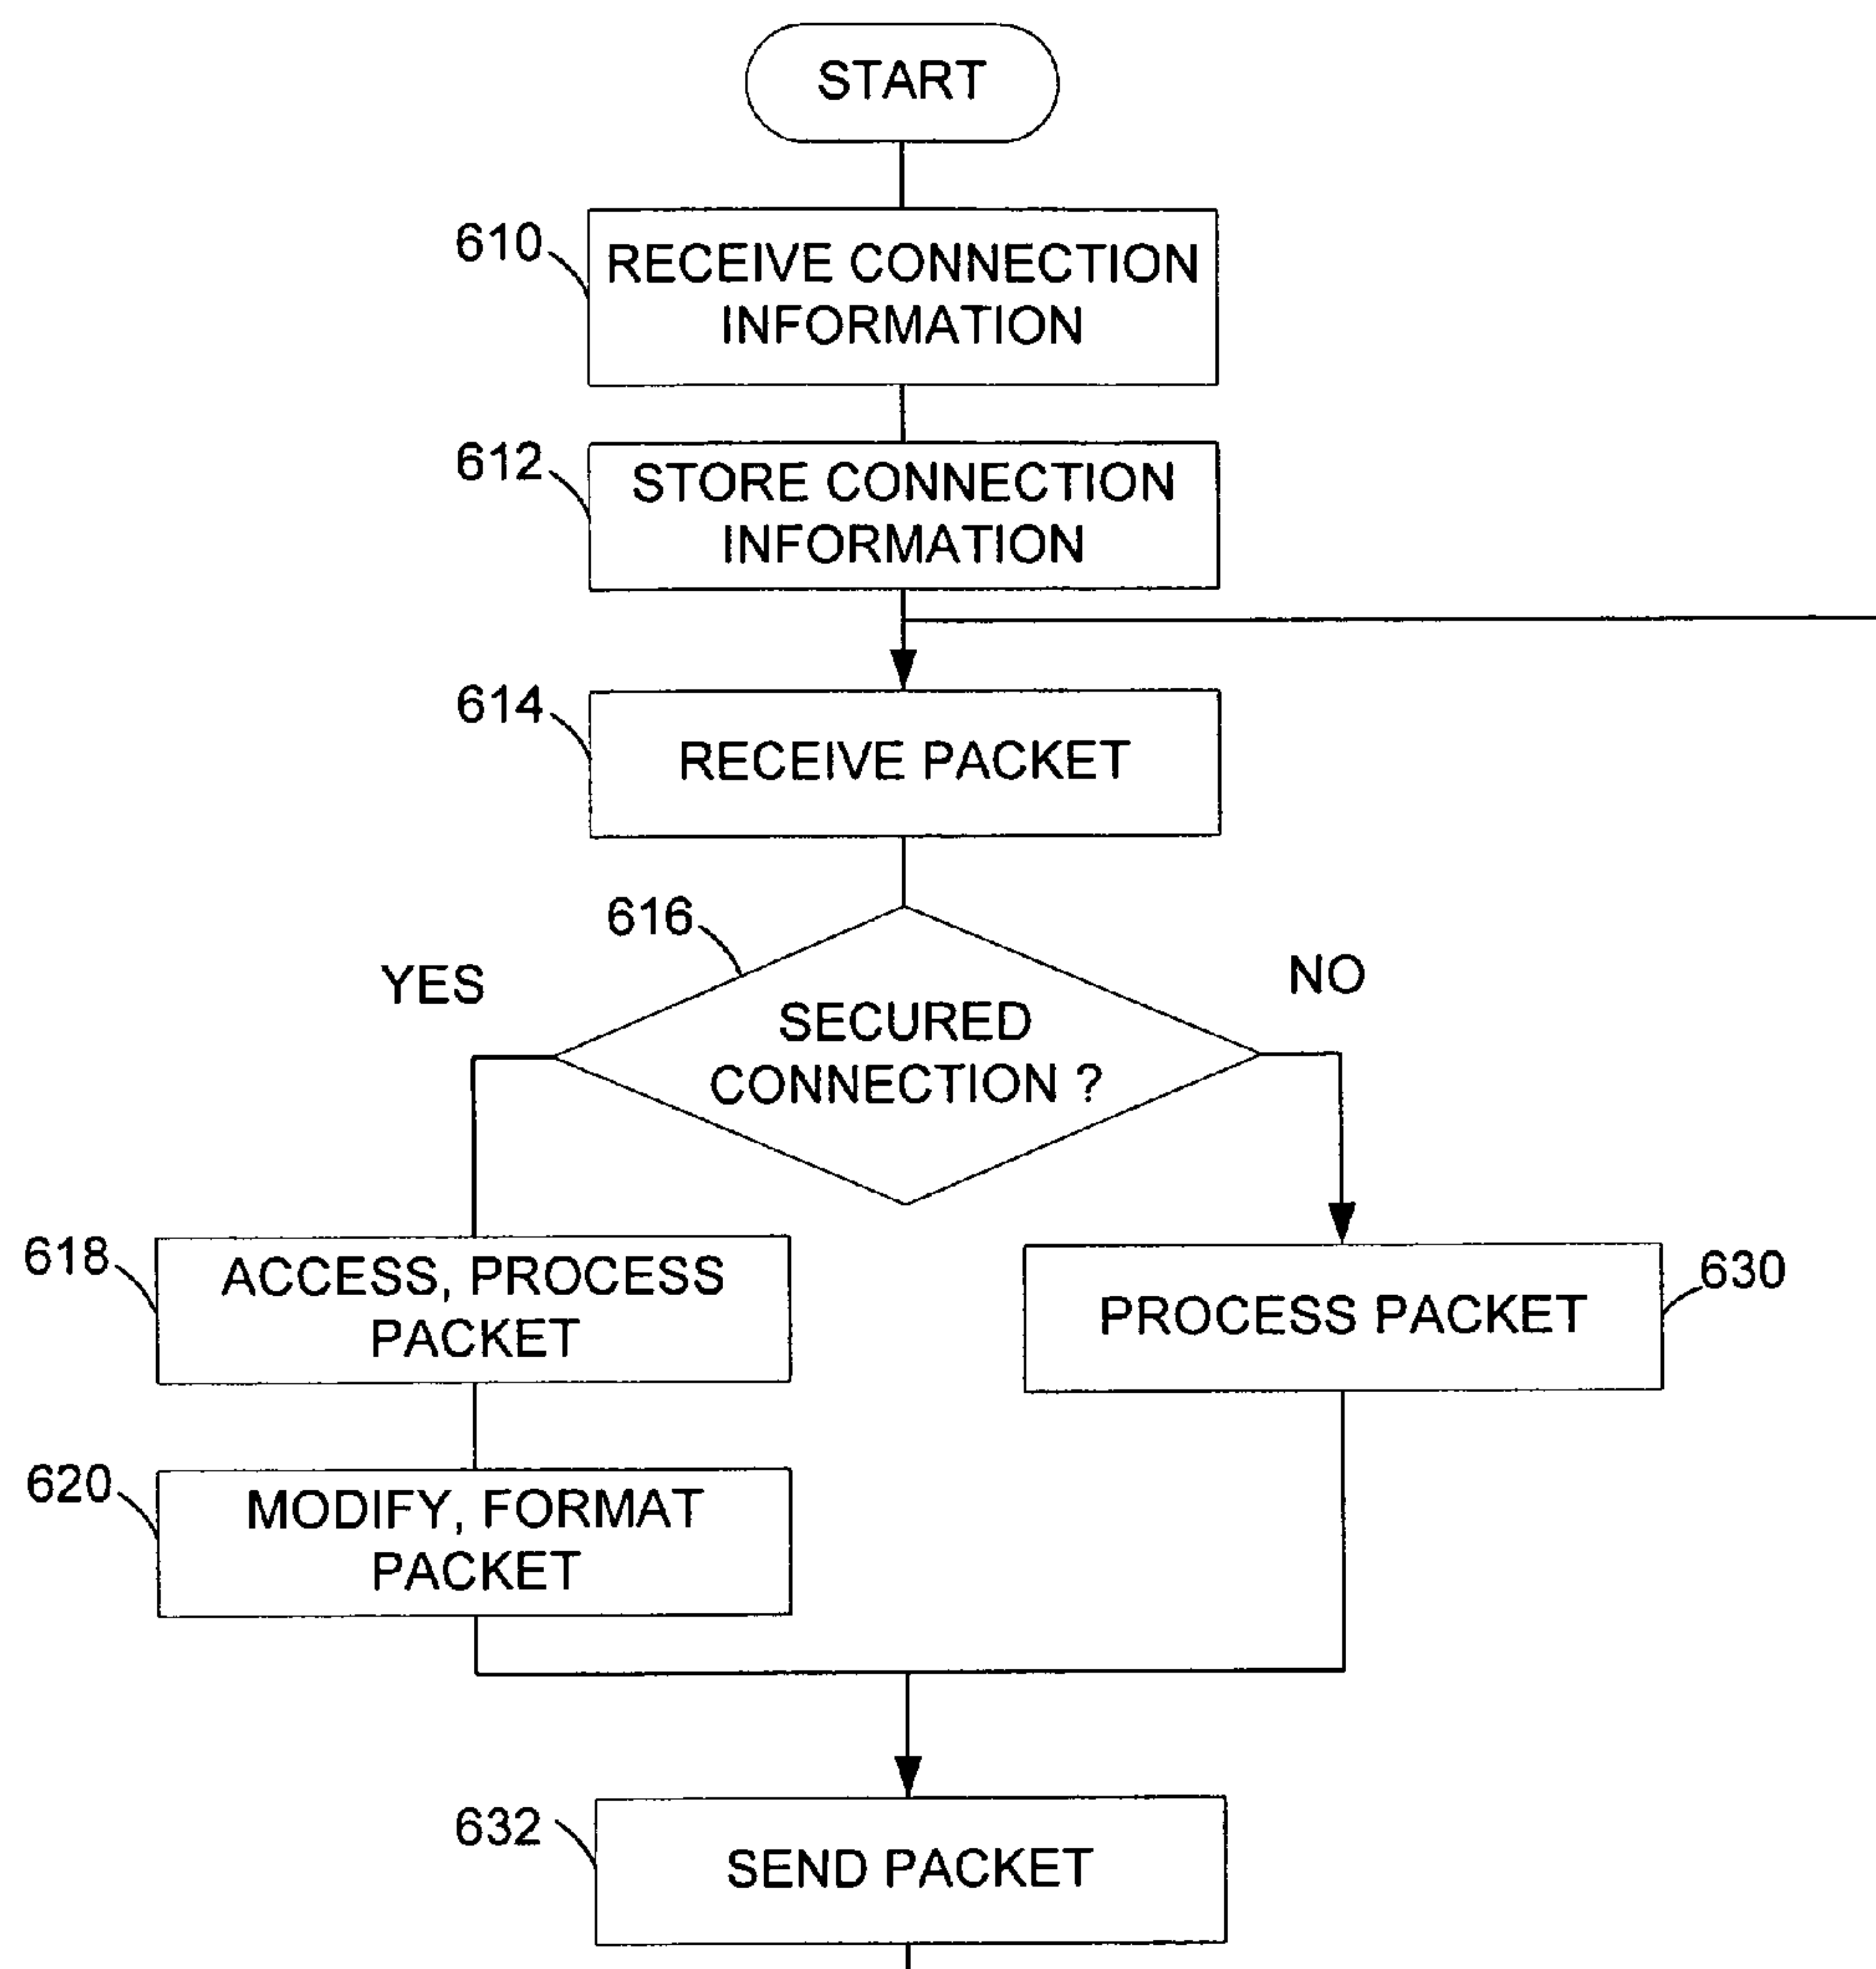 START
610
RECEIVE CONNECTION
INFORMATION
612
STORE CONNECTION
INFORMATION
614
RECEIVE PACKET
616
YES
NO
SECURED
CONNECTION ?
618
ACCESS, PROCESS
PACKET
630
PROCESS PACKET
620
MODIFY, FORMAT
PACKET
632
SEND PACKET